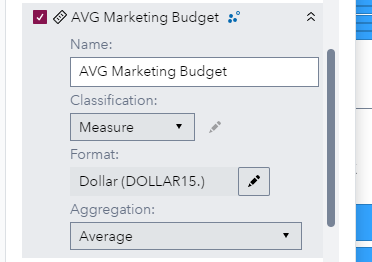 AVG Marketing Budget
Name:
AVG Marketing Budget
Classification:
Measure
Format:
Dollar (DOLLAR15.)
Aggregation:
Average